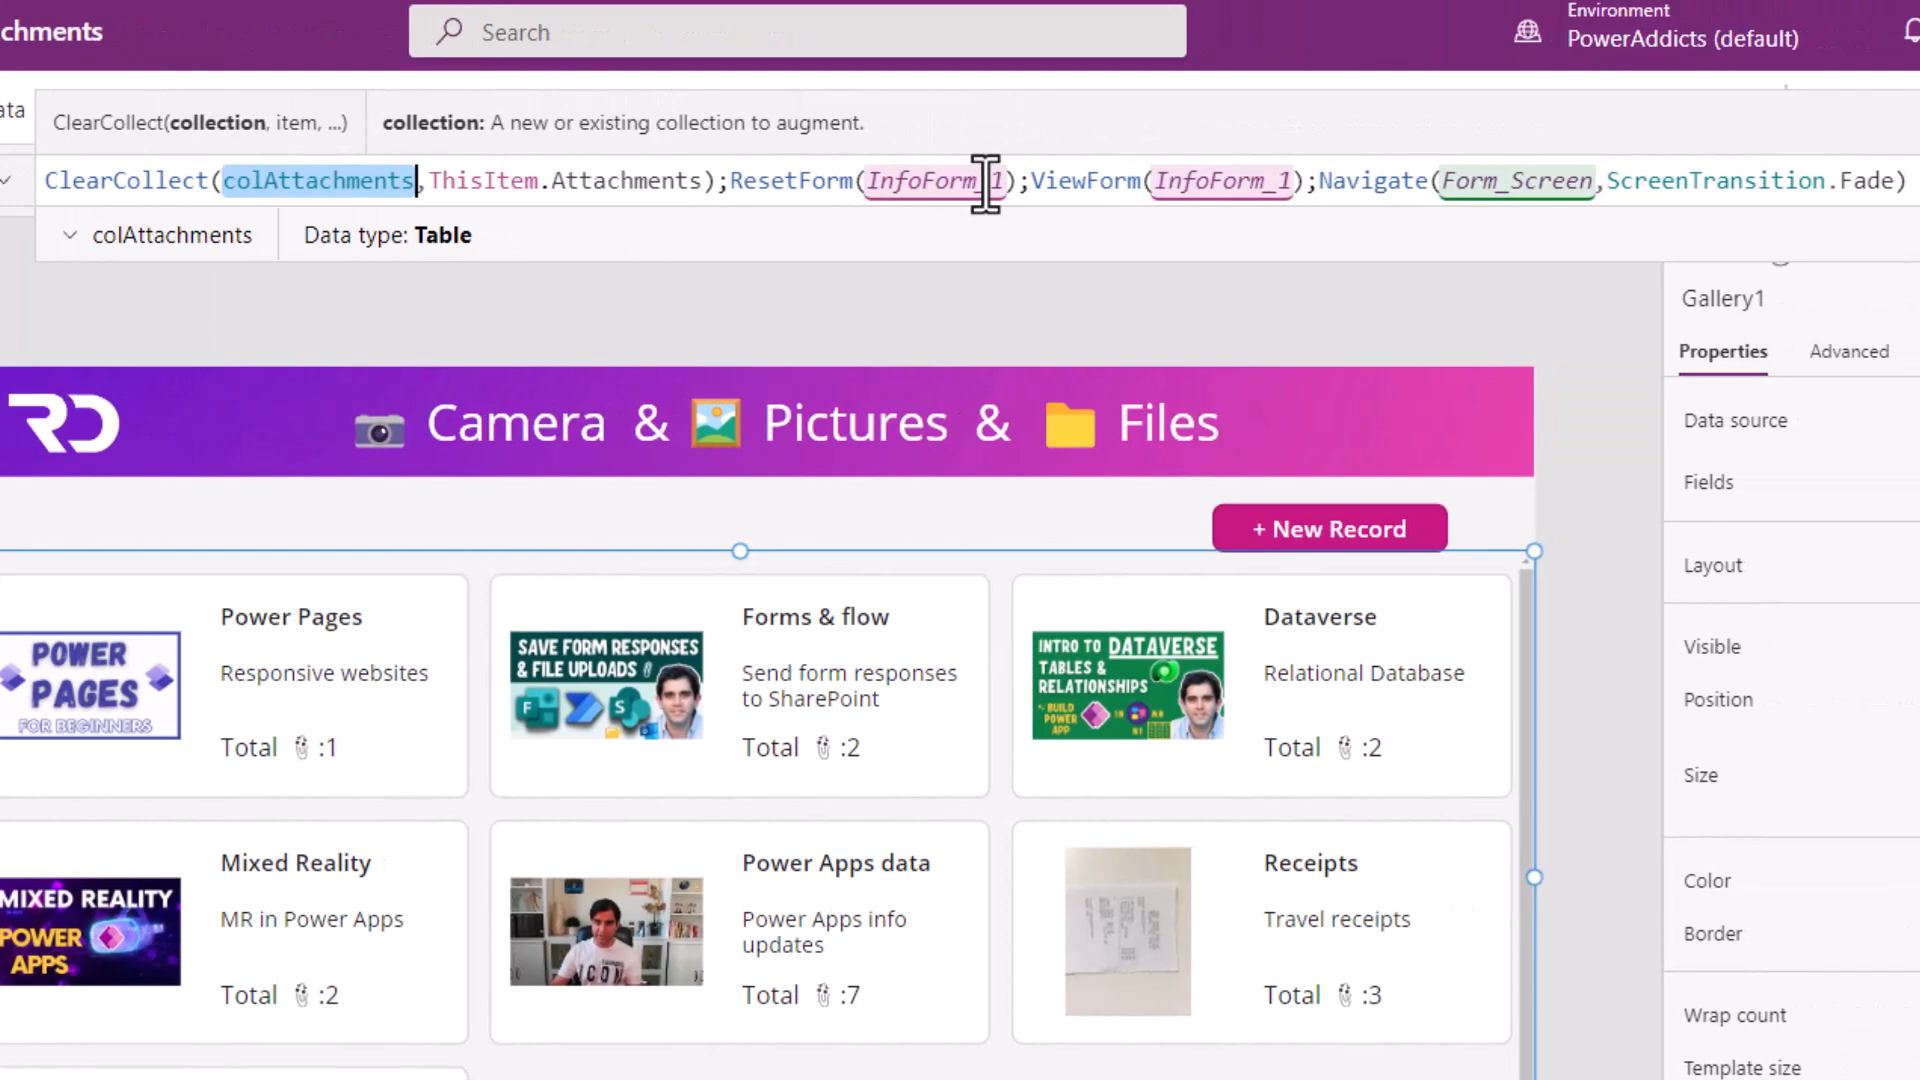 chments
Search
Environment
PowerAddicts (default)
ata
ClearCollect(collection, item, ...)
collection: A new or existing collection to augment.
ClearCollect(colAttachments,ThisItem.Attachments);ResetForm(InfoForm_1);ViewForm(InfoForm_1);Navigate(Form_Screen,ScreenTransition.Fade)
colAttachments
Data type: Table
Gallery1
Properties
Advanced
Data source
Fields
Layout
Visible
Position
Size
Color
Border
Wrap count
Template size
RD
Camera & Pictures & Files
+ New Record
POWER
PAGES
FOR BEGINNERS
Power Pages
Responsive websites
Total :1
SAVE FORM RESPONSES
& FILE UPLOADS
F
S
Forms & flow
Send form responses
to SharePoint
Total :2
INTRO TO DATAVERSE
TABLES &
RELATIONSHIPS
BUILD
POWER
APP
Dataverse
Relational Database
Total :2
MIXED REALITY
POWER
APPS
Mixed Reality
MR in Power Apps
Total :2
ICON
Power Apps data
Power Apps info
updates
Total :7
Receipts
Travel receipts
Total :3